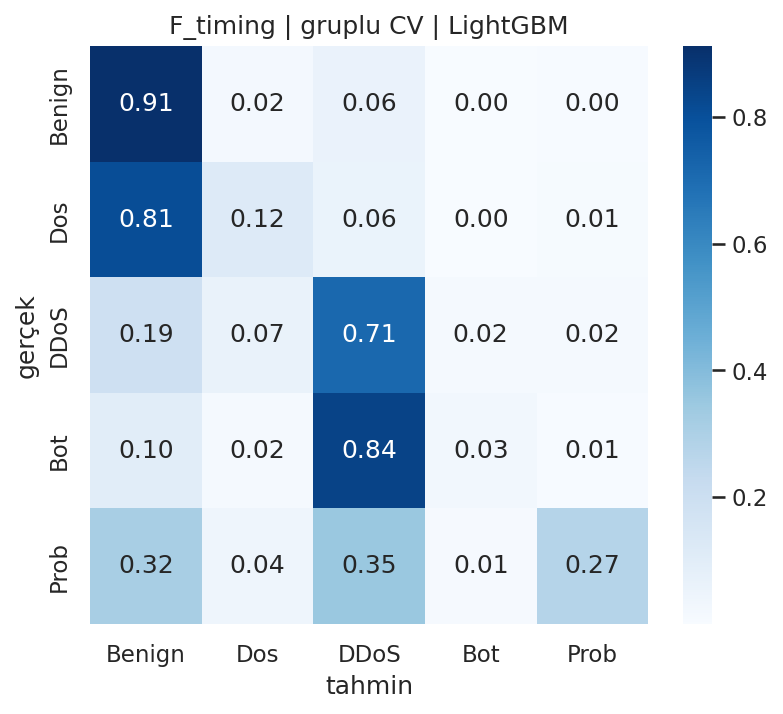 F_timing | gruplu CV | LightGBM
gerçek
Benign 0.91 0.02 0.06 0.00 0.00
Dos 0.81 0.12 0.06 0.00 0.01
DDoS 0.19 0.07 0.71 0.02 0.02
Bot 0.10 0.02 0.84 0.03 0.01
Prob 0.32 0.04 0.35 0.01 0.27
Benign Dos DDoS Bot Prob
tahmin
0.8
0.6
0.4
0.2